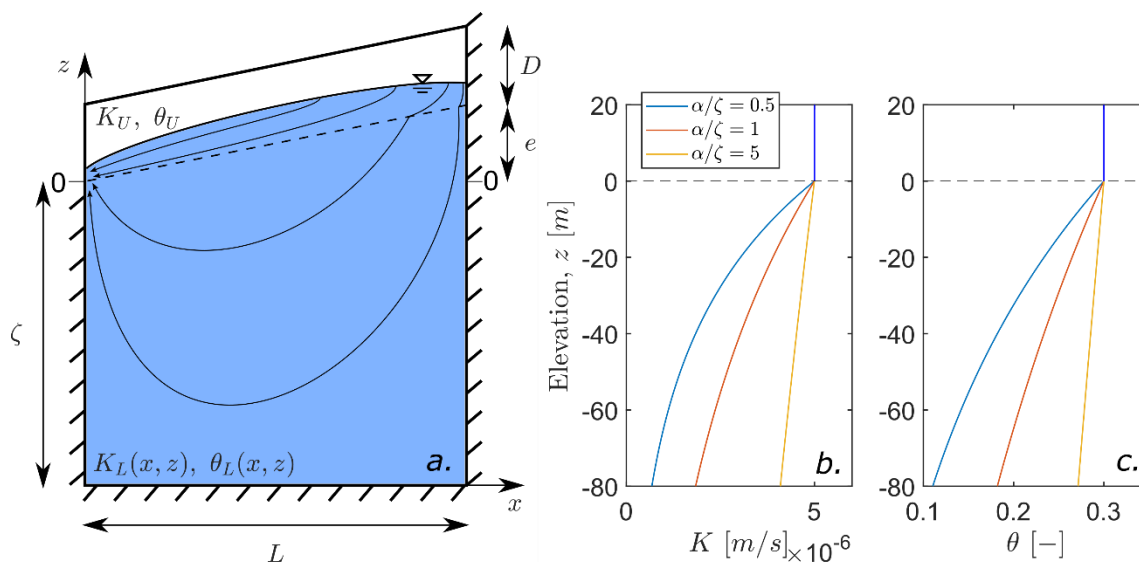 z
D
K_U, θ_U
e
0
0
ζ
K_L(x, z), θ_L(x, z)
a.
x
L
α/ζ = 0.5
α/ζ = 1
α/ζ = 5
Elevation, z [m]
20
0
-20
-40
-60
-80
b.
0
5
K [m/s]
×10⁻⁶
20
0
-20
-40
-60
-80
c.
0.1
0.2
0.3
θ [−]